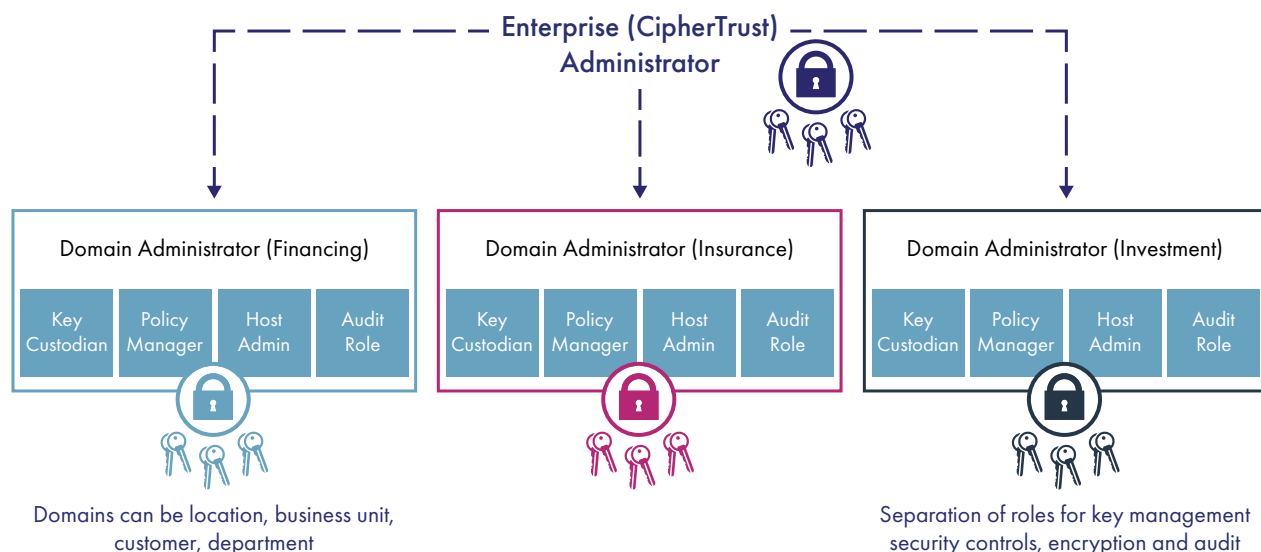 Enterprise (CipherTrust)
Administrator
Domain Administrator (Financing)
Key
Custodian
Policy
Manager
Host
Admin
Audit
Role
Domain Administrator (Insurance)
Key
Custodian
Policy
Manager
Host
Admin
Audit
Role
Domain Administrator (Investment)
Key
Custodian
Policy
Manager
Host
Admin
Audit
Role
Domains can be location, business unit,
customer, department
Separation of roles for key management
security controls, encryption and audit